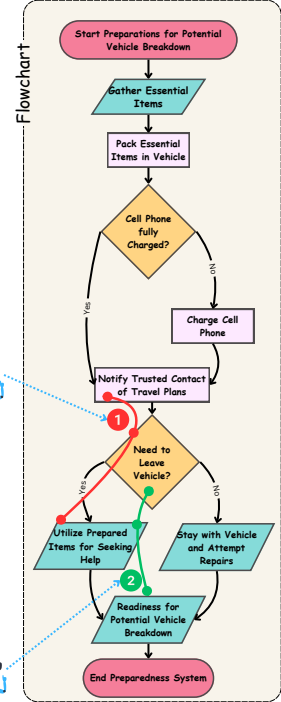 Flowchart
Start Preparations for Potential
Vehicle Breakdown
Gather Essential
Items
Pack Essential
Items in Vehicle
Cell Phone
fully
Charged?
Yes
No
Charge Cell
Phone
Notify Trusted Contact
of Travel Plans
1
Need to
Leave
Vehicle?
Yes
No
Utilize Prepared
Items for Seeking
Help
Stay with Vehicle
and Attempt
Repairs
2
Readiness for
Potential Vehicle
Breakdown
End Preparedness System